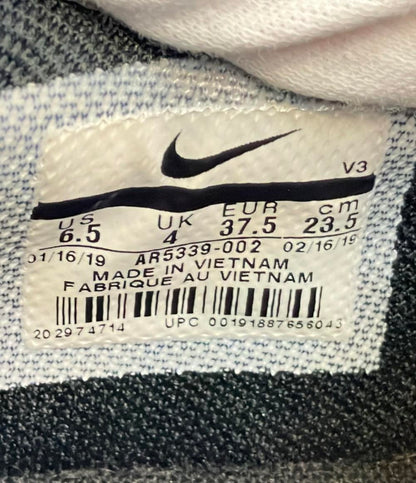 V3
US UK EUR cm
6.5 4 37.5 23.5
01/16/19 AR5339-002 02/16/19
MADE IN VIETNAM
FABRIQUE AU VIETNAM
202974714 UPC 00191887656043